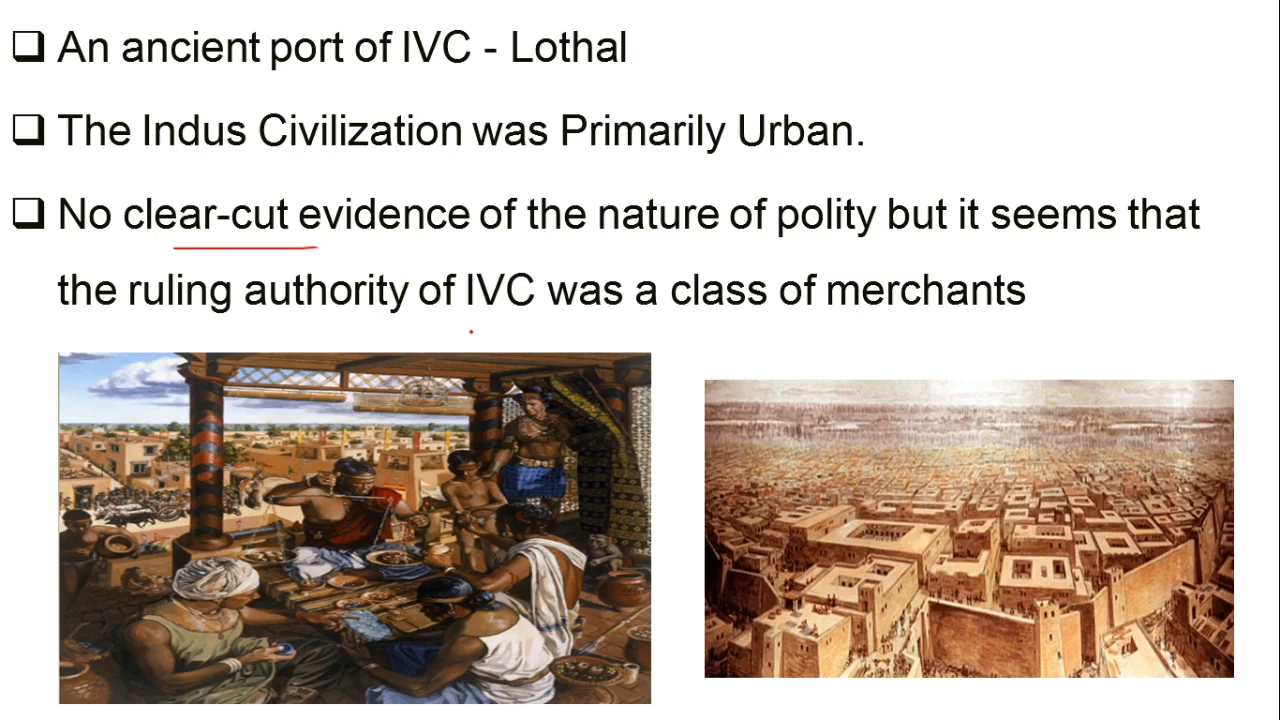 ❑ An ancient port of IVC - Lothal
❑ The Indus Civilization was Primarily Urban.
❑ No clear-cut evidence of the nature of polity but it seems that
the ruling authority of IVC was a class of merchants